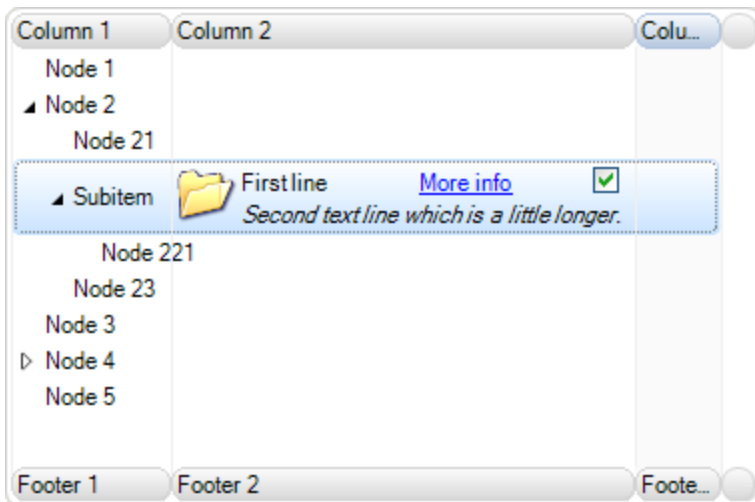 Column 1 Column 2 Colu...
Node 1
Node 2
Node 21
Subitem First line More info
Second text line which is a little longer.
Node 221
Node 23
Node 3
Node 4
Node 5
Footer 1 Footer 2 Foote...